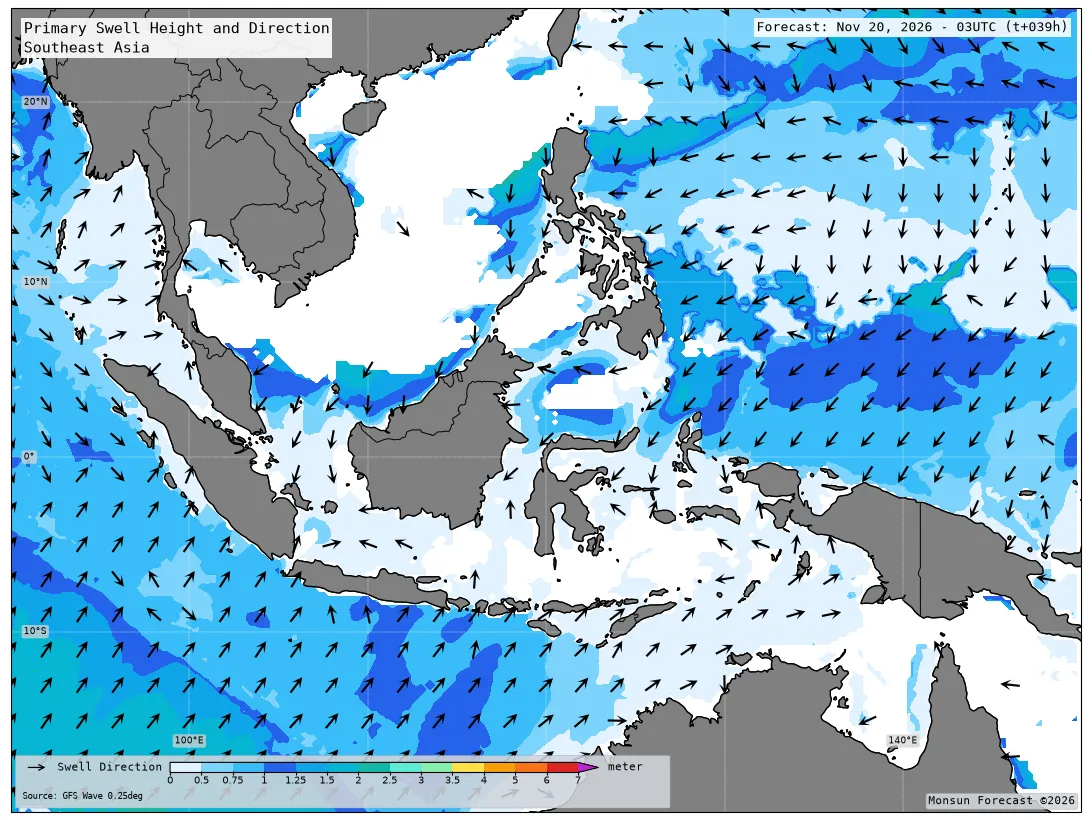 Primary Swell Height and Direction
Southeast Asia
Forecast: Nov 20, 2026 - 03UTC (t+039h)
20°N
10°N
0°
10°S
100°E
140°E
Swell Direction
0 0.5 0.75 1 1.25 1.5 2 2.5 3 3.5 4 5 6 7
meter
Source: GFS Wave 0.25deg
Monsun Forecast ©2026